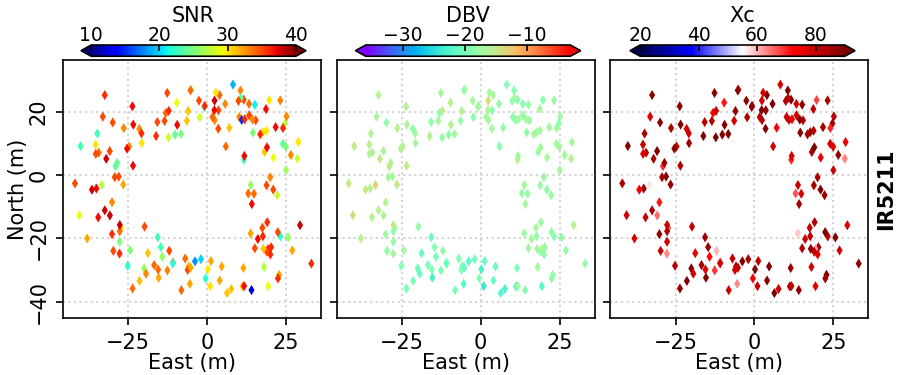 SNR DBV Xc
10 20 30 40 −30 −20 −10 20 40 60 80
North (m)
20
0
−20
−40
IR5211
−25 0 25 −25 0 25 −25 0 25
East (m) East (m) East (m)